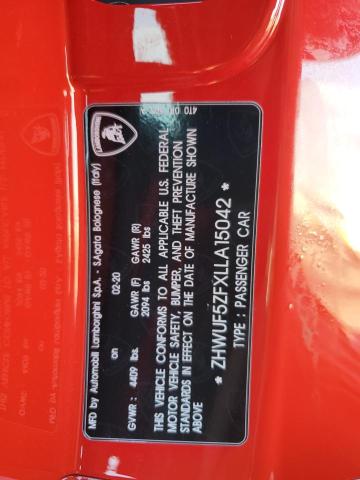 MFD by Automobili Lamborghini S.p.A. - S.Agata Bolognese (Italy)
on 02-20
GVWR : 4409 lbs. GAWR (F) 2094 lbs GAWR (R) 2425 lbs
THIS VEHICLE CONFORMS TO ALL APPLICABLE U.S. FEDERAL
MOTOR VEHICLE SAFETY, BUMPER, AND THEFT PREVENTION
STANDARDS IN EFFECT ON THE DATE OF MANUFACTURE SHOWN
ABOVE
* ZHWUF5ZFXLLA15042 *
TYPE : PASSENGER CAR